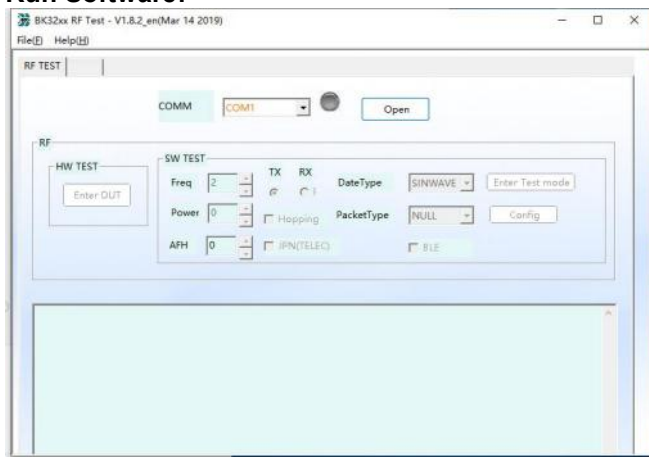 Run Software:
BK32xx RF Test - V1.8.2_en(Mar 14 2019)
File(F) Help(H)
RF TEST
COMM COM1 Open
RF
HW TEST
Enter DUT
SW TEST
Freq 2 TX RX DateType SINWAVE Enter Test mode
Power 0 Hopping PacketType NULL Config
AFH 0 JPN(TELEC) BLE